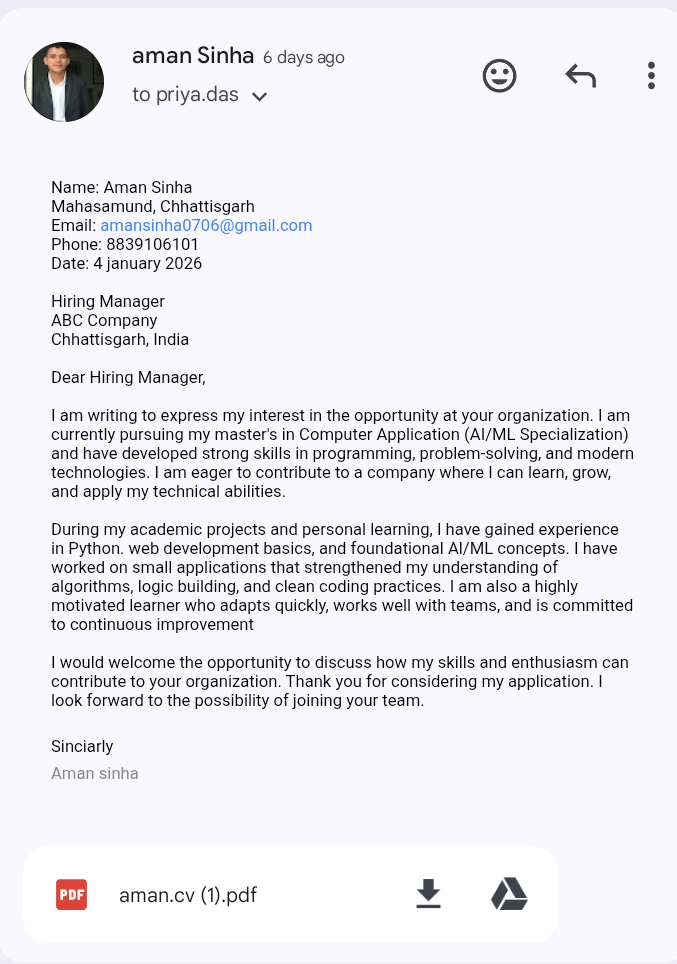 aman Sinha 6 days ago
to priya.das
Name: Aman Sinha
Mahasamund, Chhattisgarh
Email: amansinha0706@gmail.com
Phone: 8839106101
Date: 4 january 2026
Hiring Manager
ABC Company
Chhattisgarh, India
Dear Hiring Manager,
I am writing to express my interest in the opportunity at your organization. I am
currently pursuing my master's in Computer Application (AI/ML Specialization)
and have developed strong skills in programming, problem-solving, and modern
technologies. I am eager to contribute to a company where I can learn, grow,
and apply my technical abilities.
During my academic projects and personal learning, I have gained experience
in Python. web development basics, and foundational AI/ML concepts. I have
worked on small applications that strengthened my understanding of
algorithms, logic building, and clean coding practices. I am also a highly
motivated learner who adapts quickly, works well with teams, and is committed
to continuous improvement
I would welcome the opportunity to discuss how my skills and enthusiasm can
contribute to your organization. Thank you for considering my application. I
look forward to the possibility of joining your team.
Sinciarly
Aman sinha
PDF aman.cv (1).pdf